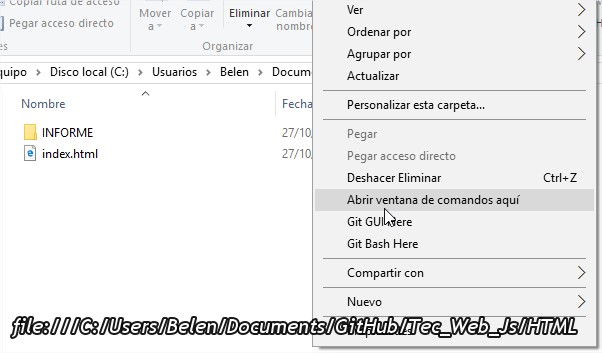 Copiar ruta de acceso
Pegar acceso directo
Mover a
Copiar a
Eliminar
Cambiar nombre
Organizar
Disco local (C:) Usuarios Belen
Nombre
Fecha
INFORME 27/10
index.html 27/10
Ver
Ordenar por
Agrupar por
Actualizar
Personalizar esta carpeta...
Pegar
Pegar acceso directo
Deshacer Eliminar Ctrl+Z
Abrir ventana de comandos aquí
Git GUI Here
Git Bash Here
Compartir con
Nuevo
file:///C:/Users/Belen/Documents/GitHub/Tec_Web_Js/HTML